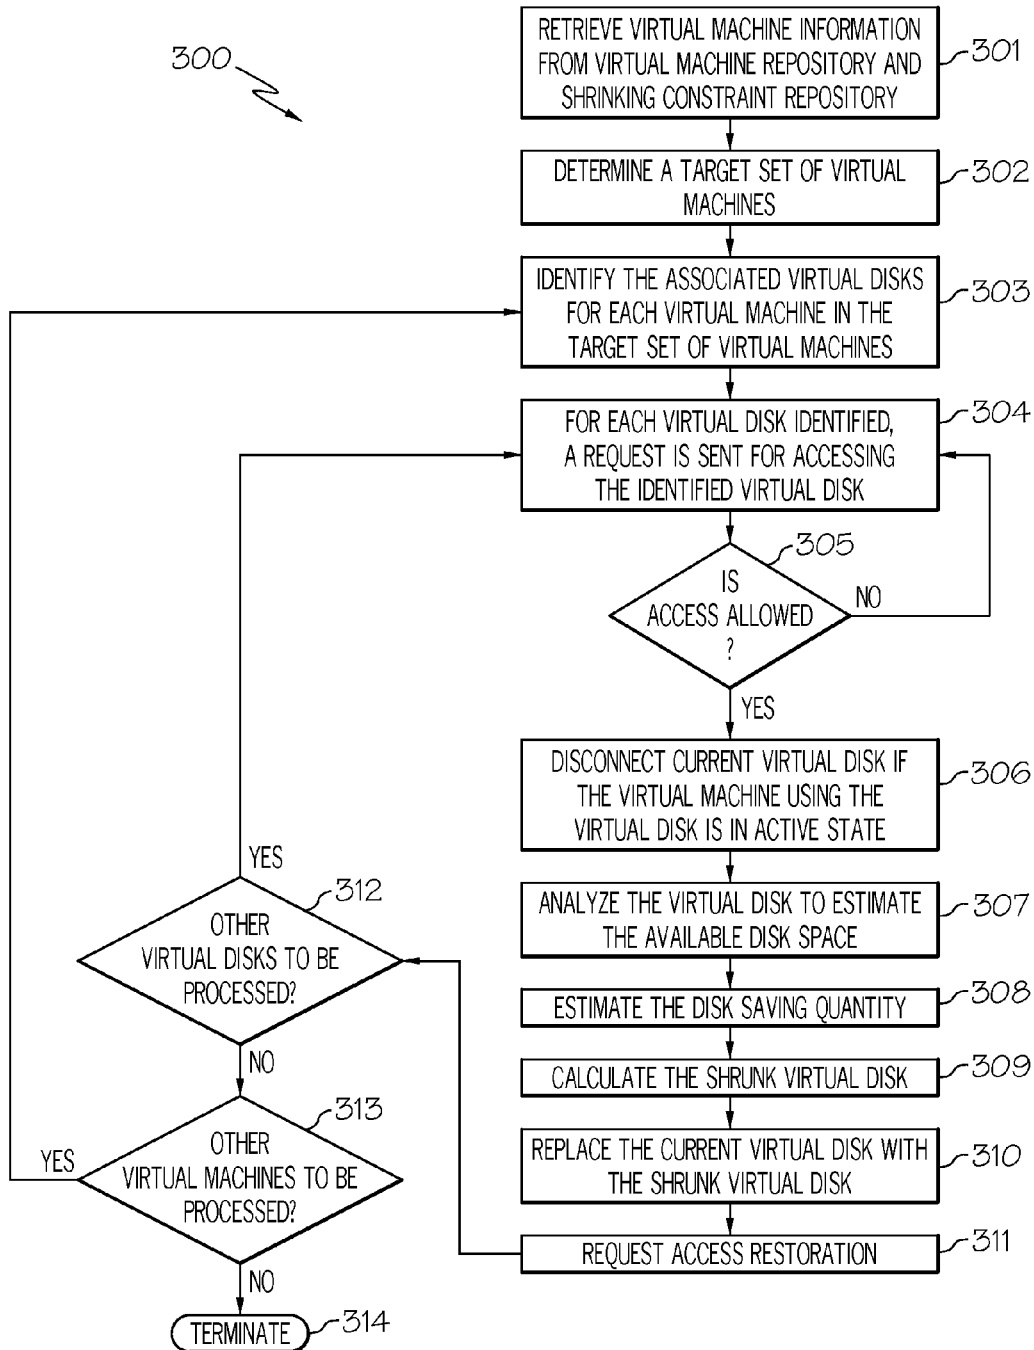 300
RETRIEVE VIRTUAL MACHINE INFORMATION
FROM VIRTUAL MACHINE REPOSITORY AND
SHRINKING CONSTRAINT REPOSITORY
301
DETERMINE A TARGET SET OF VIRTUAL
MACHINES
302
IDENTIFY THE ASSOCIATED VIRTUAL DISKS
FOR EACH VIRTUAL MACHINE IN THE
TARGET SET OF VIRTUAL MACHINES
303
FOR EACH VIRTUAL DISK IDENTIFIED,
A REQUEST IS SENT FOR ACCESSING
THE IDENTIFIED VIRTUAL DISK
304
IS
ACCESS ALLOWED
?
305
NO
YES
DISCONNECT CURRENT VIRTUAL DISK IF
THE VIRTUAL MACHINE USING THE
VIRTUAL DISK IS IN ACTIVE STATE
306
ANALYZE THE VIRTUAL DISK TO ESTIMATE
THE AVAILABLE DISK SPACE
307
ESTIMATE THE DISK SAVING QUANTITY
308
CALCULATE THE SHRUNK VIRTUAL DISK
309
REPLACE THE CURRENT VIRTUAL DISK WITH
THE SHRUNK VIRTUAL DISK
310
REQUEST ACCESS RESTORATION
311
YES
312
OTHER
VIRTUAL DISKS TO BE
PROCESSED?
NO
313
YES
OTHER
VIRTUAL MACHINES TO BE
PROCESSED?
NO
TERMINATE
314